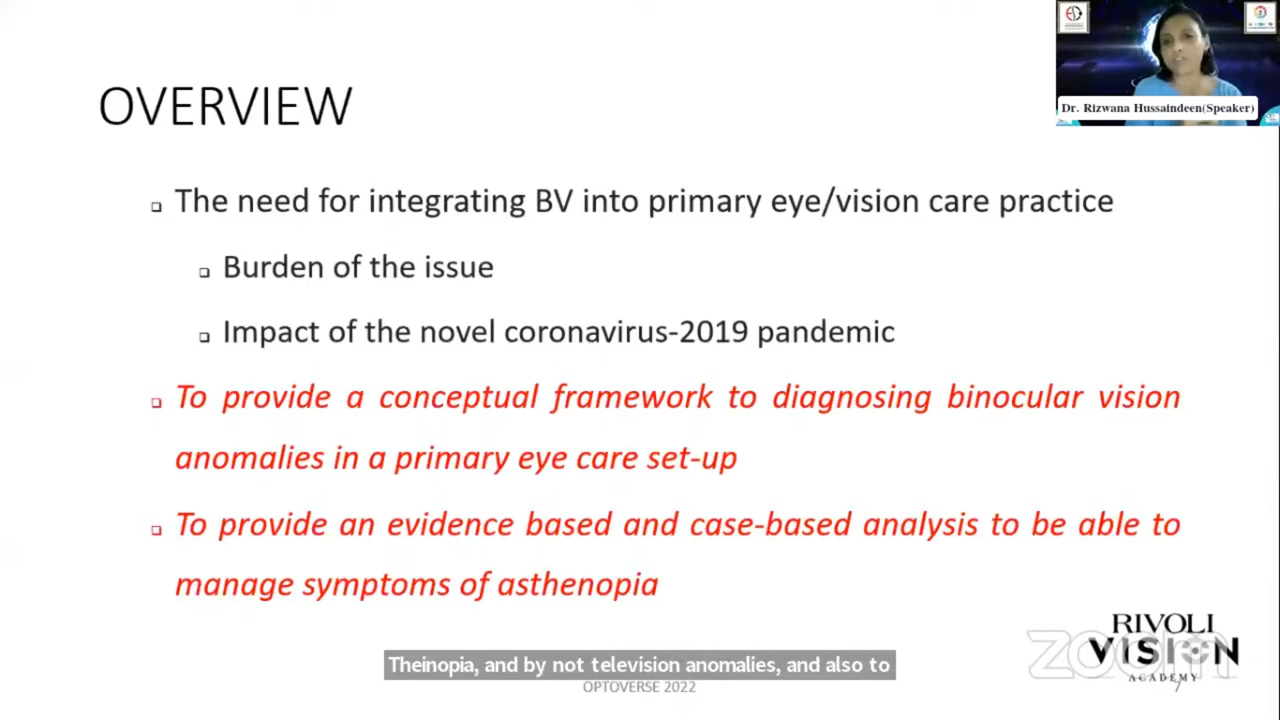 Dr. Rizwana Hussaindeen(Speaker)
OVERVIEW
The need for integrating BV into primary eye/vision care practice
Burden of the issue
Impact of the novel coronavirus-2019 pandemic
To provide a conceptual framework to diagnosing binocular vision
anomalies in a primary eye care set-up
To provide an evidence based and case-based analysis to be able to
manage symptoms of asthenopia
Theinopia, and by not television anomalies, and also to
OPTOVERSE 2022
RIVOLI
VISION
ACADEMY
zoom